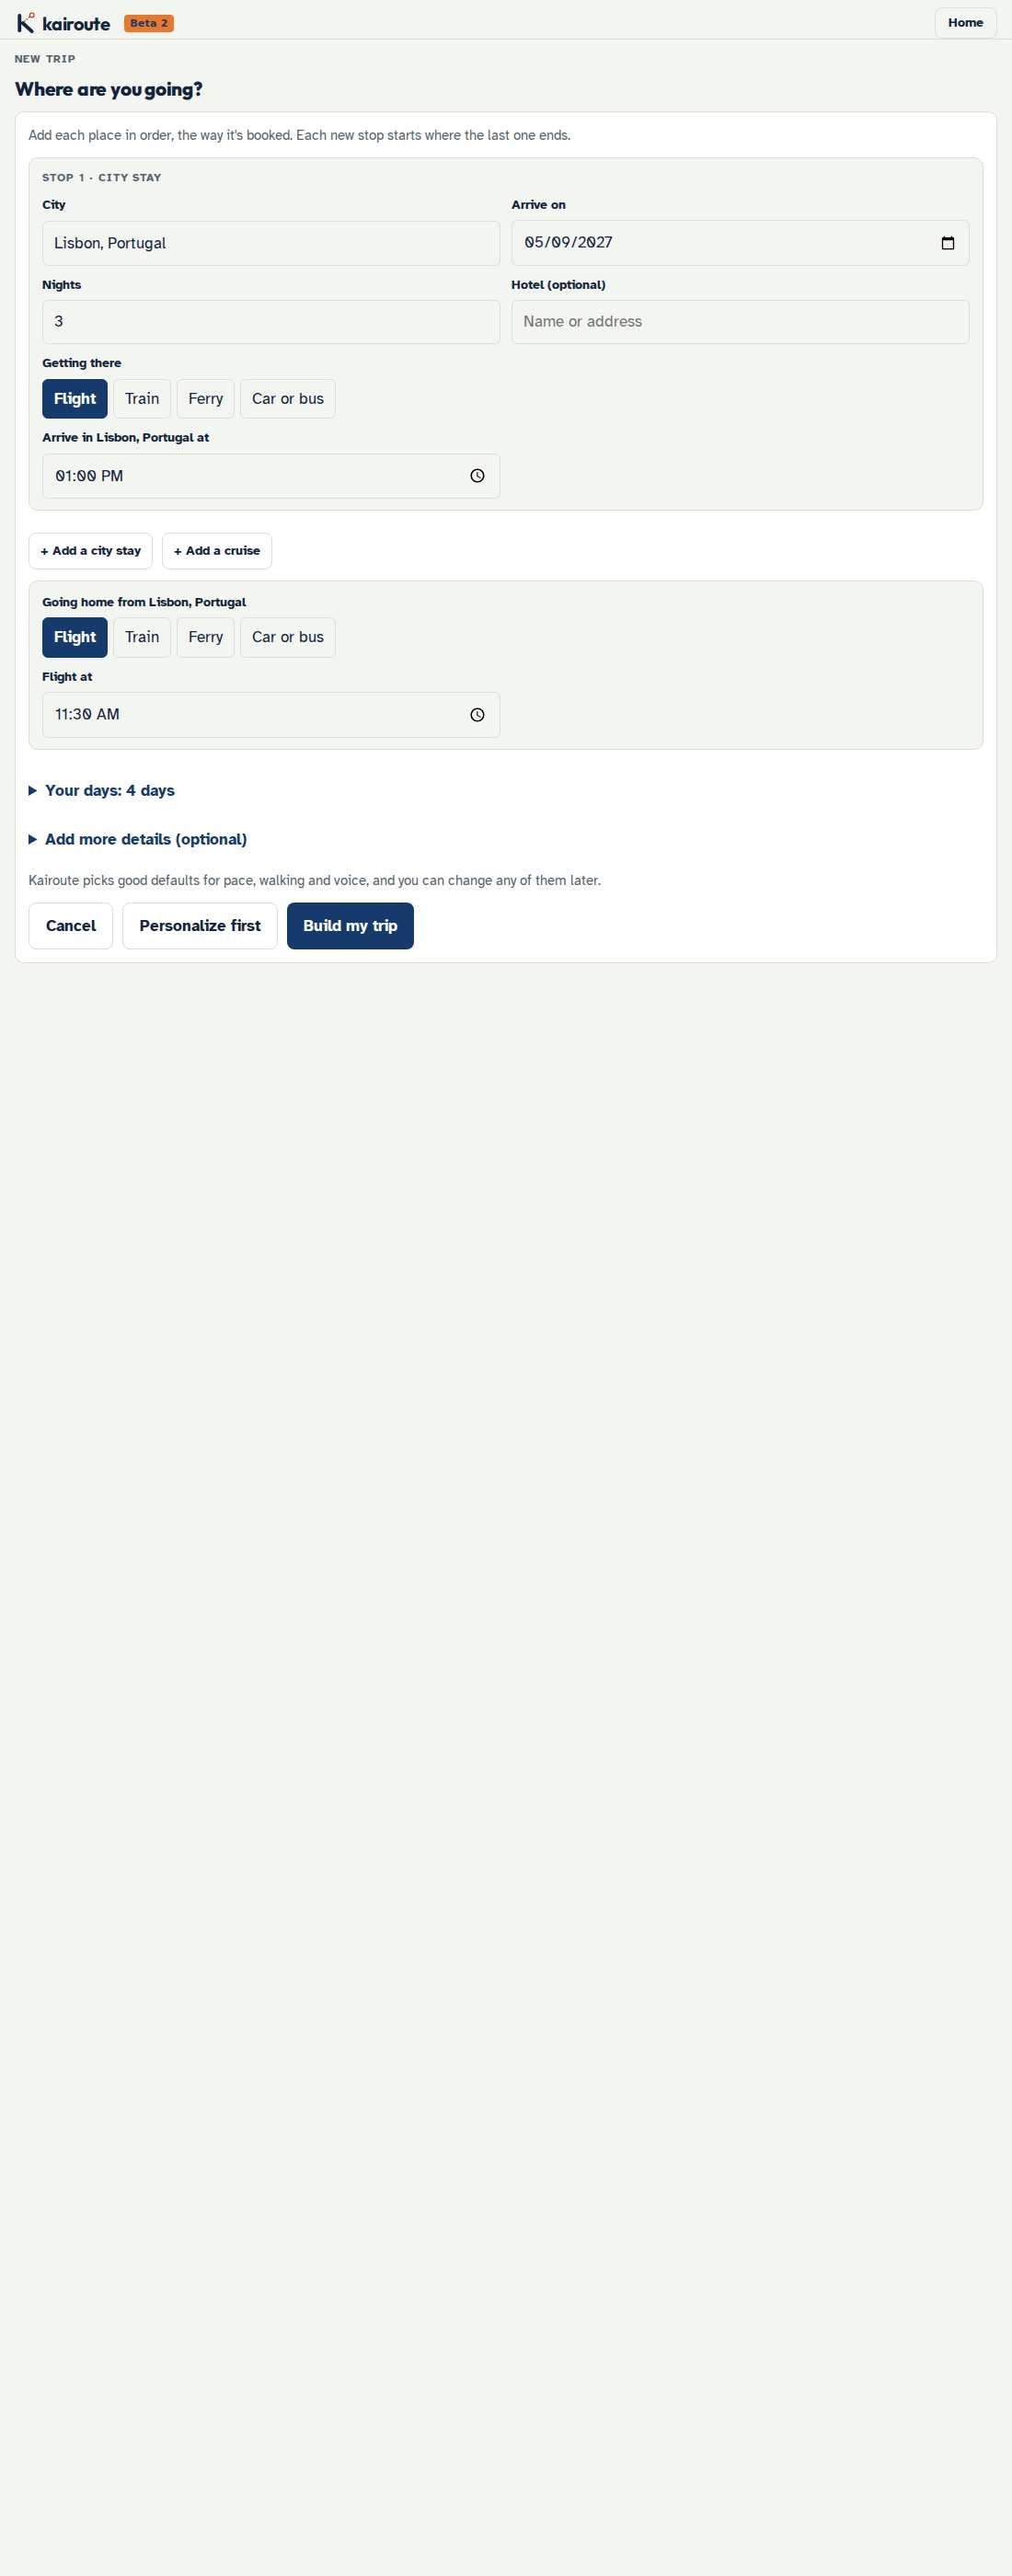 kairoute Beta 2 Home
NEW TRIP
Where are you going?
Add each place in order, the way it's booked. Each new stop starts where the last one ends.
STOP 1 · CITY STAY
City Arrive on
Lisbon, Portugal 05/09/2027
Nights Hotel (optional)
3 Name or address
Getting there
Flight Train Ferry Car or bus
Arrive in Lisbon, Portugal at
01:00 PM
+ Add a city stay + Add a cruise
Going home from Lisbon, Portugal
Flight Train Ferry Car or bus
Flight at
11:30 AM
Your days: 4 days
Add more details (optional)
Kairoute picks good defaults for pace, walking and voice, and you can change any of them later.
Cancel Personalize first Build my trip